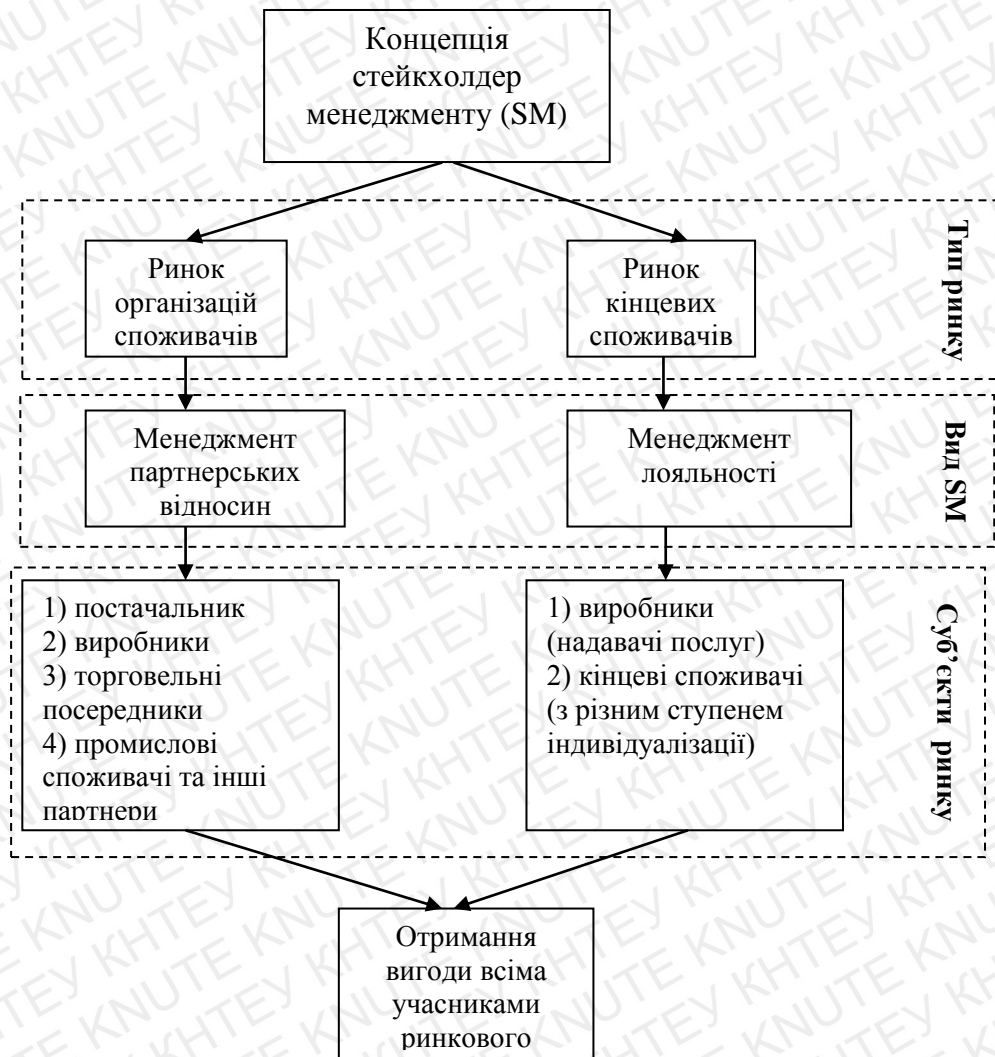 Концепція
стейкхолдер
менеджменту (SM)
Тип ринку
Ринок
організацій
споживачів
Ринок
кінцевих
споживачів
Вид SM
Менеджмент
партнерських
відносин
Менеджмент
лояльності
Суб’єкти ринку
1) постачальник
2) виробники
3) торговельні
посередники
4) промислові
споживачі та інші
партнери
1) виробники
(надавачі послуг)
2) кінцеві споживачі
(з різним ступенем
індивідуалізації)
Отримання
вигоди всіма
учасниками
ринкового